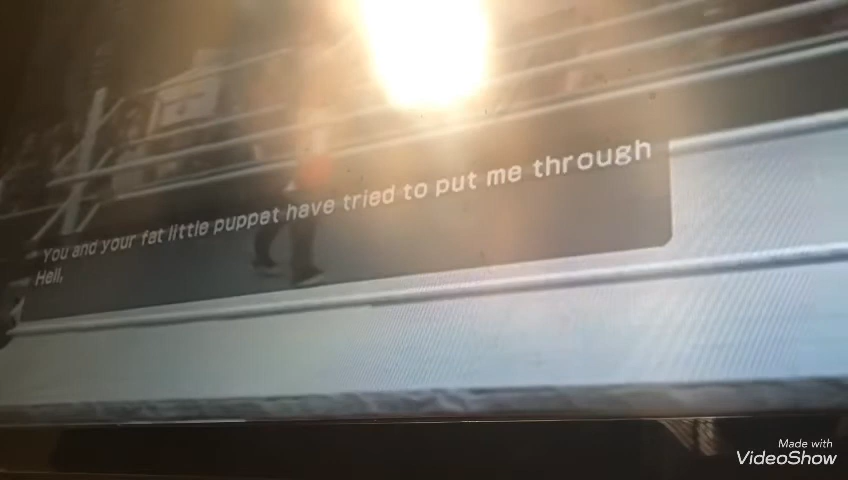 You and your fat little puppet have tried to put me through
Hell,
Made with
VideoShow